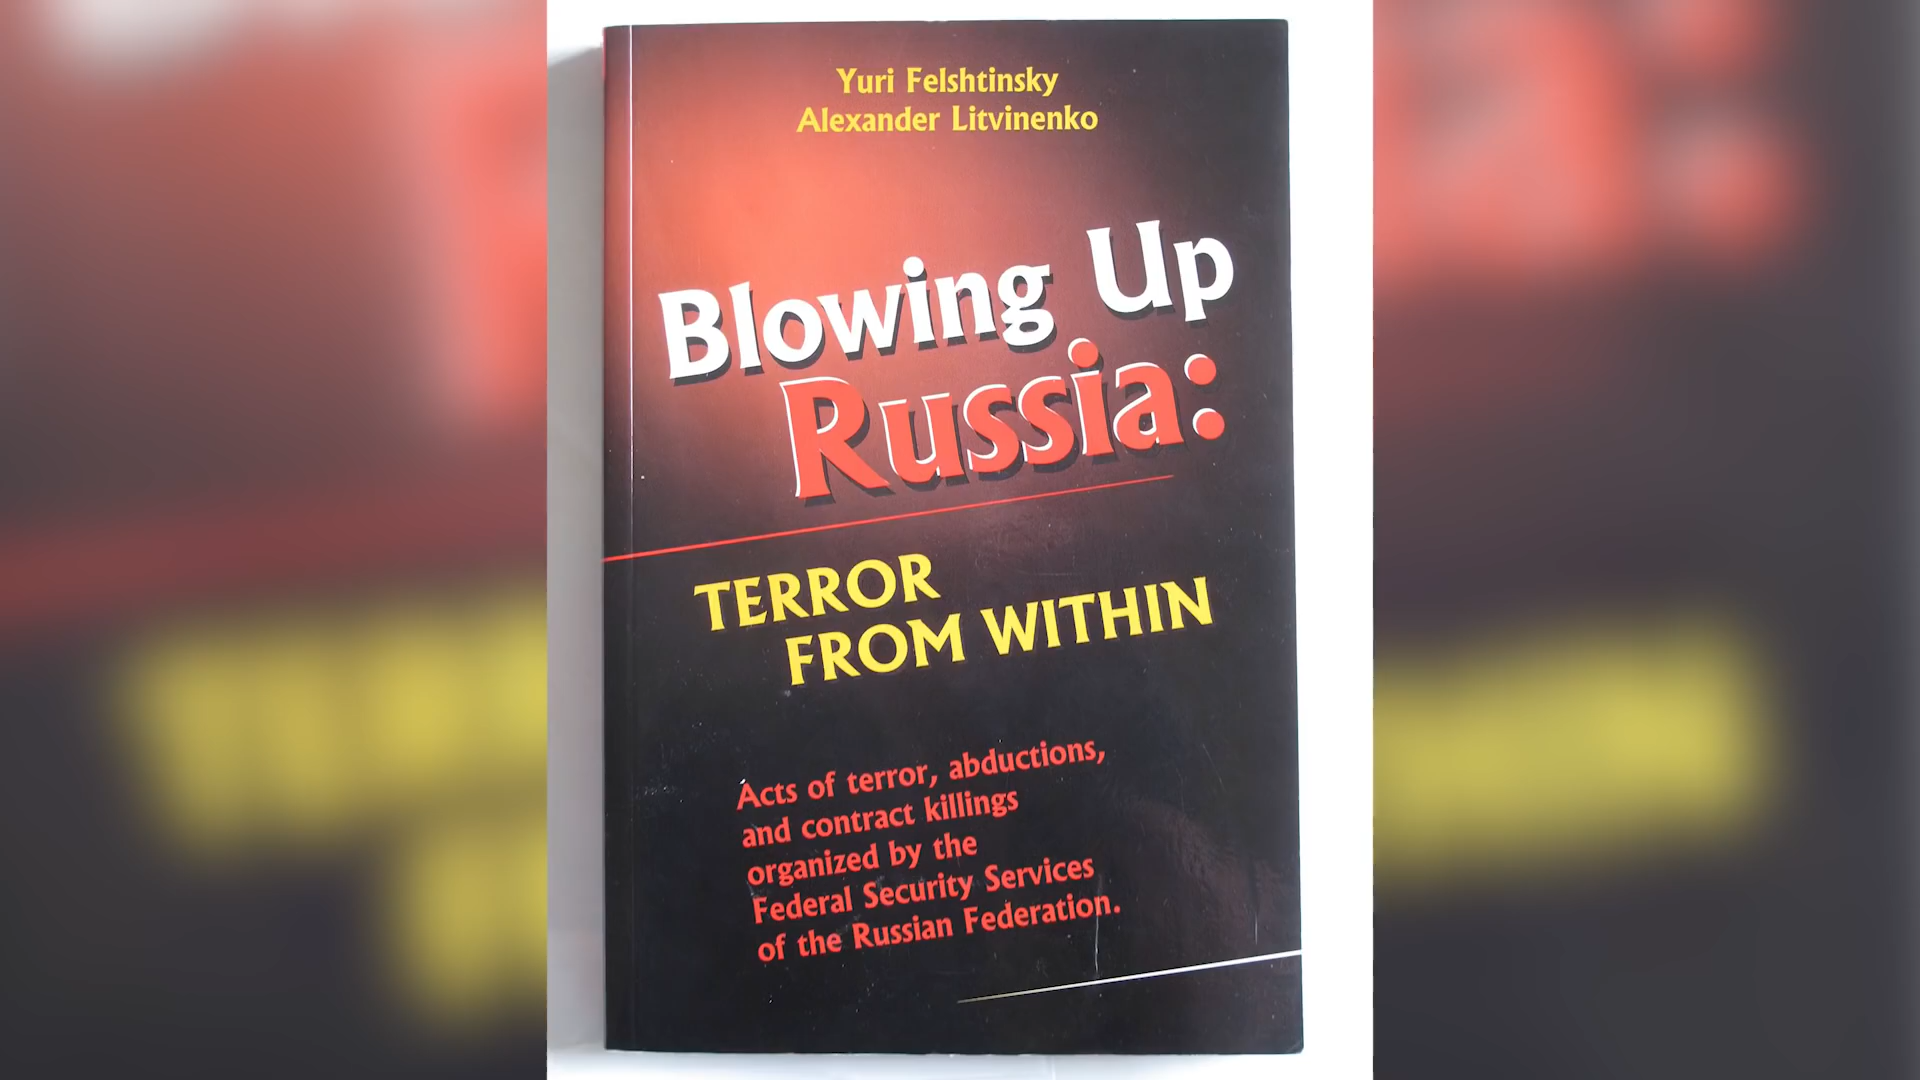 Yuri Felshtinsky
Alexander Litvinenko
Blowing Up
Russia:
TERROR
FROM WITHIN
Acts of terror, abductions,
and contract killings
organized by the
Federal Security Services
of the Russian Federation.